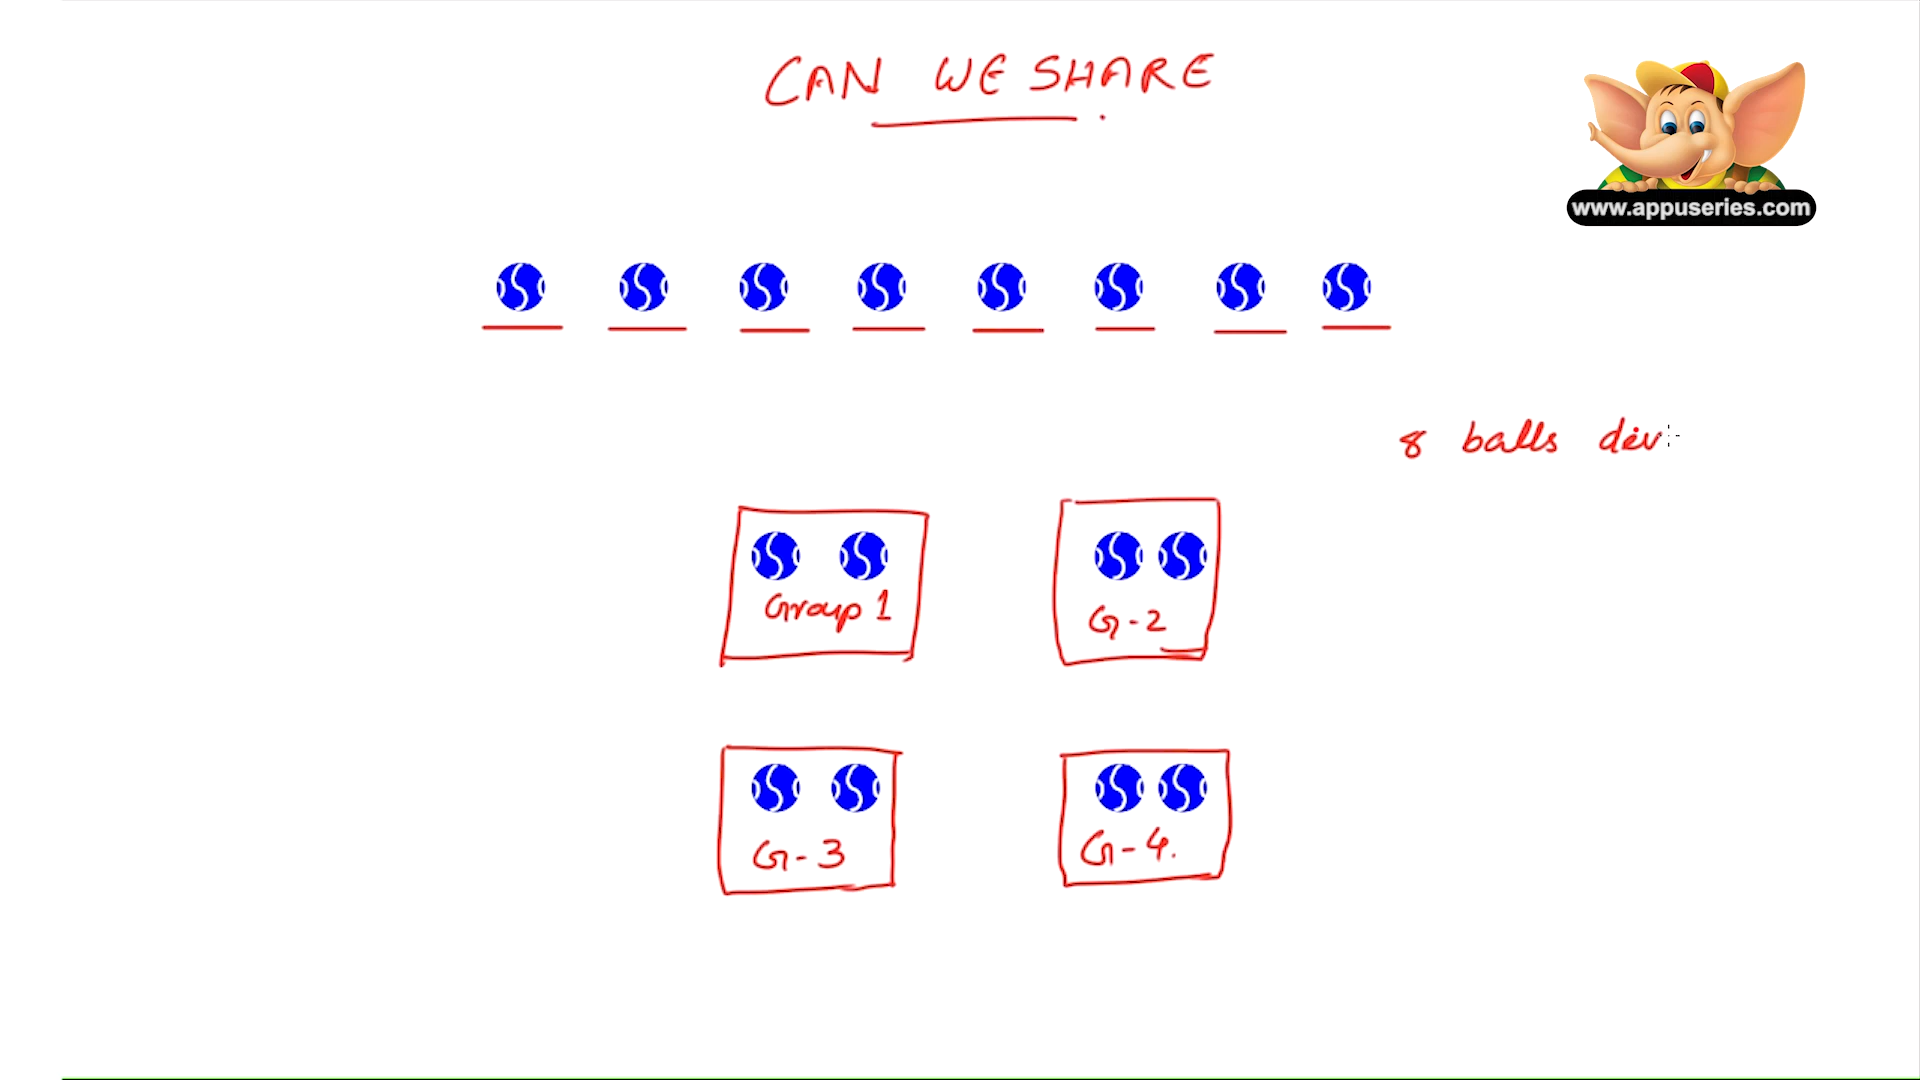 CAN WE SHARE
www.appuseries.com
8 balls div
Group 1
G-2
G-3
G-4.